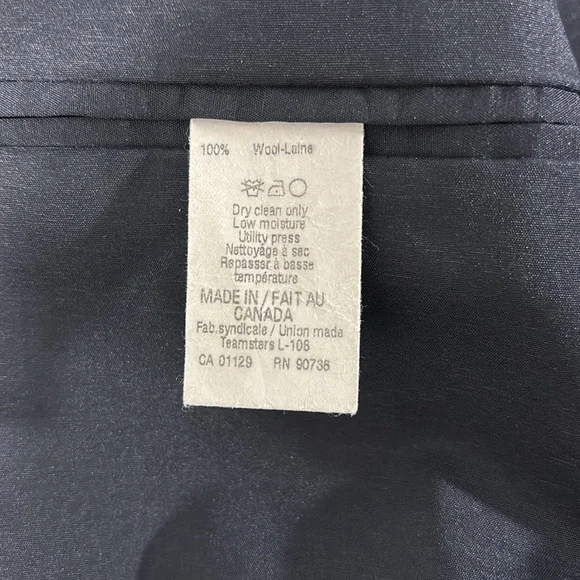 100% Wool-Laine
Dry clean only
Low moisture
Utility press
Nettoyage à sec
Repasser à basse
température
MADE IN / FAIT AU
CANADA
Fab.syndicale / Union made
Teamsters L-106
CA 01129 RN 90736